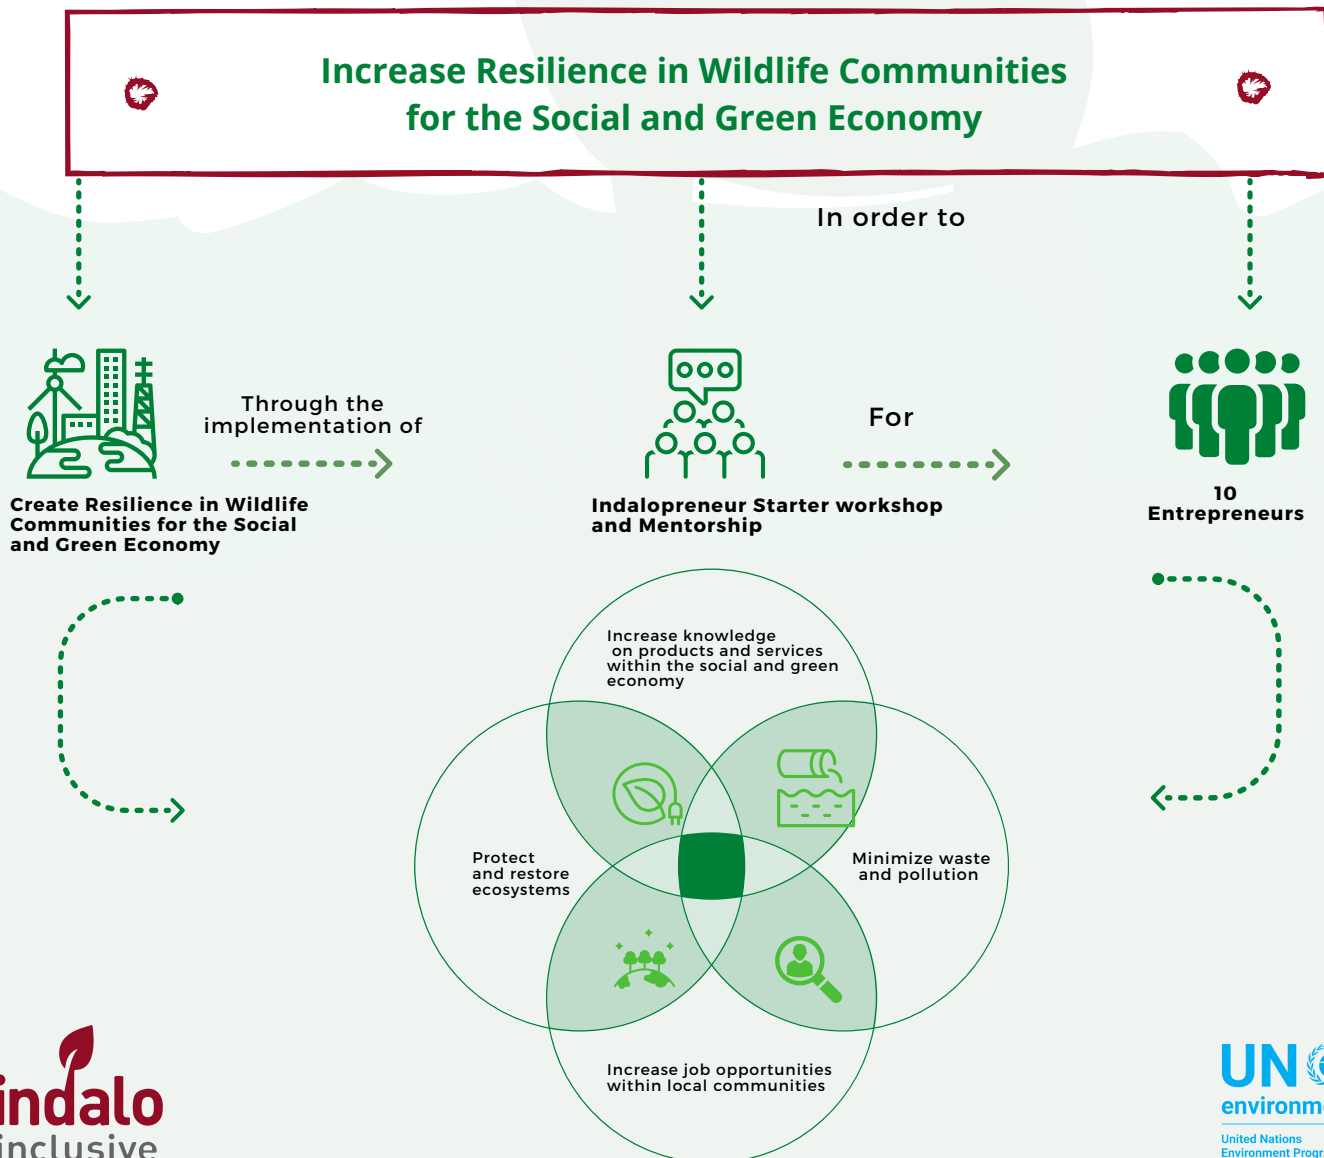 Increase Resilience in Wildlife Communities
for the Social and Green Economy
In order to
Through the
implementation of
For
Create Resilience in Wildlife
Communities for the Social
and Green Economy
Indalopreneur Starter workshop
and Mentorship
10
Entrepreneurs
Increase knowledge
on products and services
within the social and green
economy
Protect
and restore
ecosystems
Minimize waste
and pollution
Increase job opportunities
within local communities
indalo
inclusive
UN
United Nations
Environment